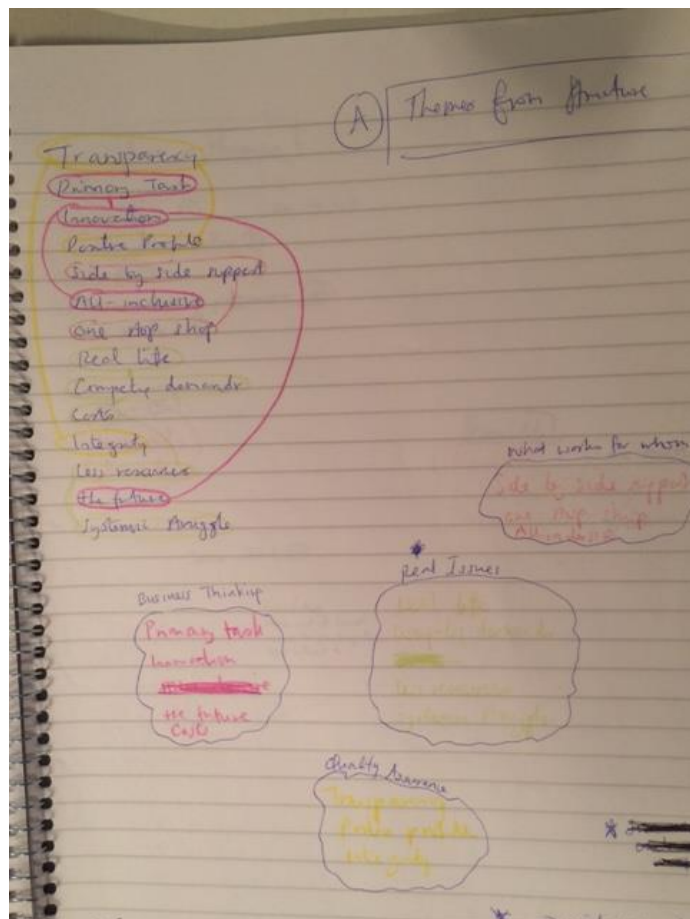 A Themes from Structure
Transparency
Primary Task
Innovation
Positive Profile
Side by side support
All-inclusive
One stop shop
Real life
Competing demands
Costs
Integrity
Less resources
the future
Systemic struggle
What works for whom
side by side support
one stop shop
All-inclusive
Real Issues
Real life
Competing demands
Less resources
Systemic struggle
Business Thinking
Primary task
Innovation
the future
Costs
Quality Assurance
Transparency
Positive profile
Integrity